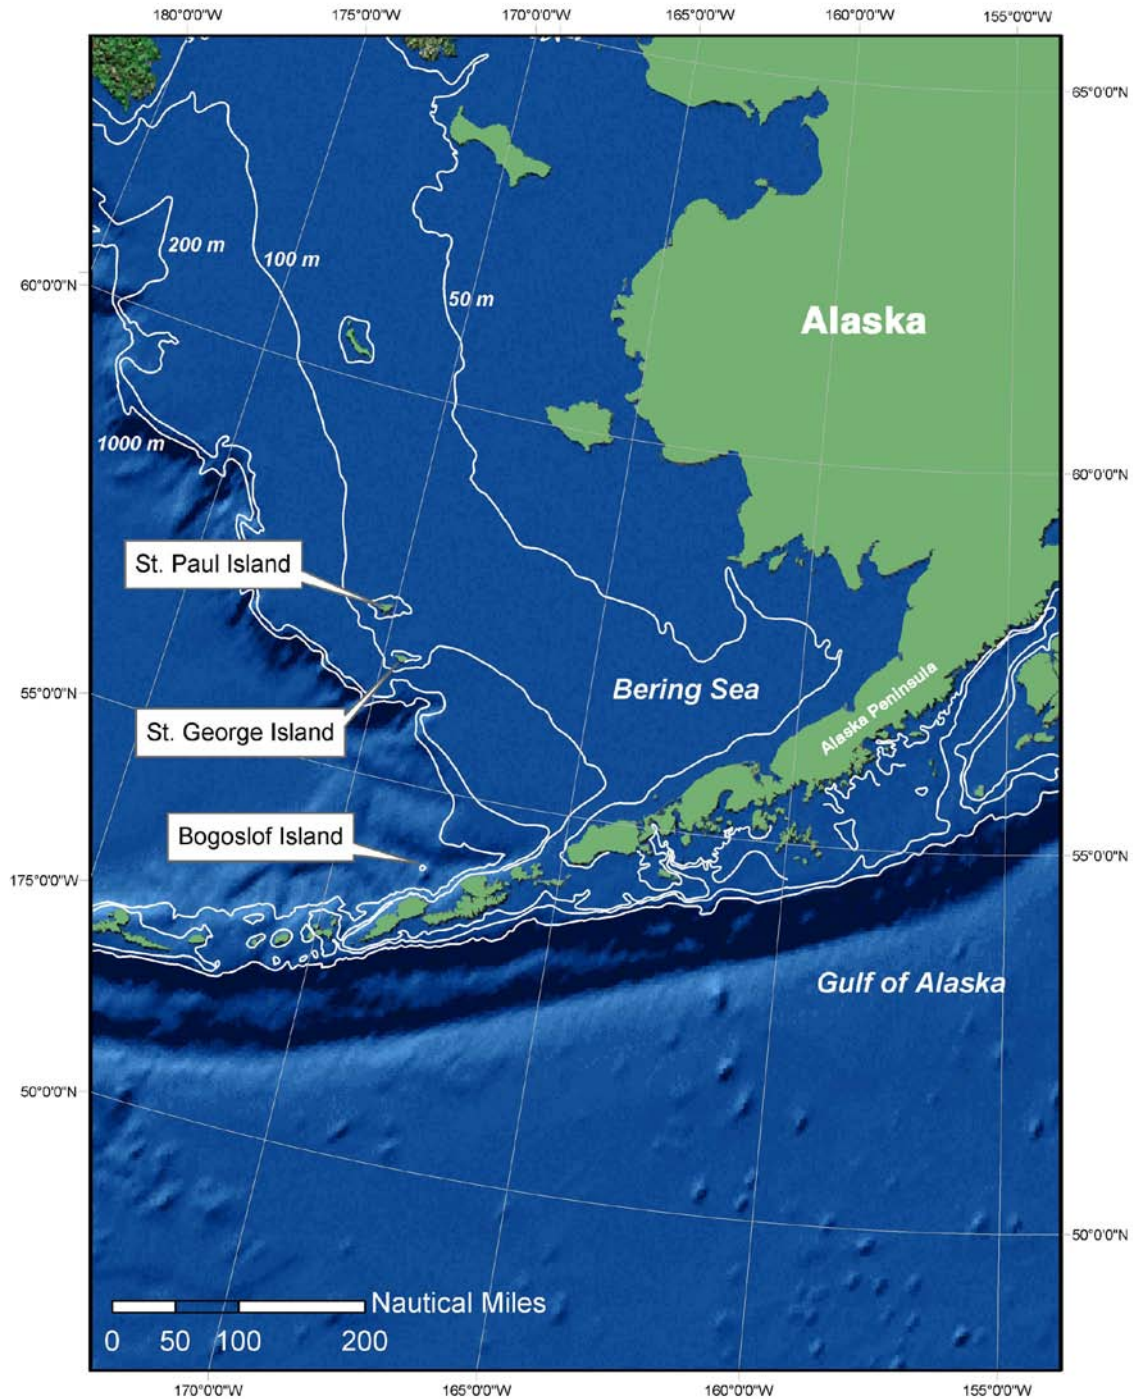 180°0'0"W
175°0'0"W
170°0'0"W
165°0'0"W
160°0'0"W
155°0'0"W
65°0'0"N
200 m
100 m
60°0'0"N
50 m
Alaska
1000 m
60°0'0"N
St. Paul Island
Bering Sea
55°0'0"N
Alaska Peninsula
St. George Island
Bogoslof Island
55°0'0"N
175°0'0"W
Gulf of Alaska
50°0'0"N
50°0'0"N
Nautical Miles
0 50 100 200
170°0'0"W
165°0'0"W
160°0'0"W
155°0'0"W